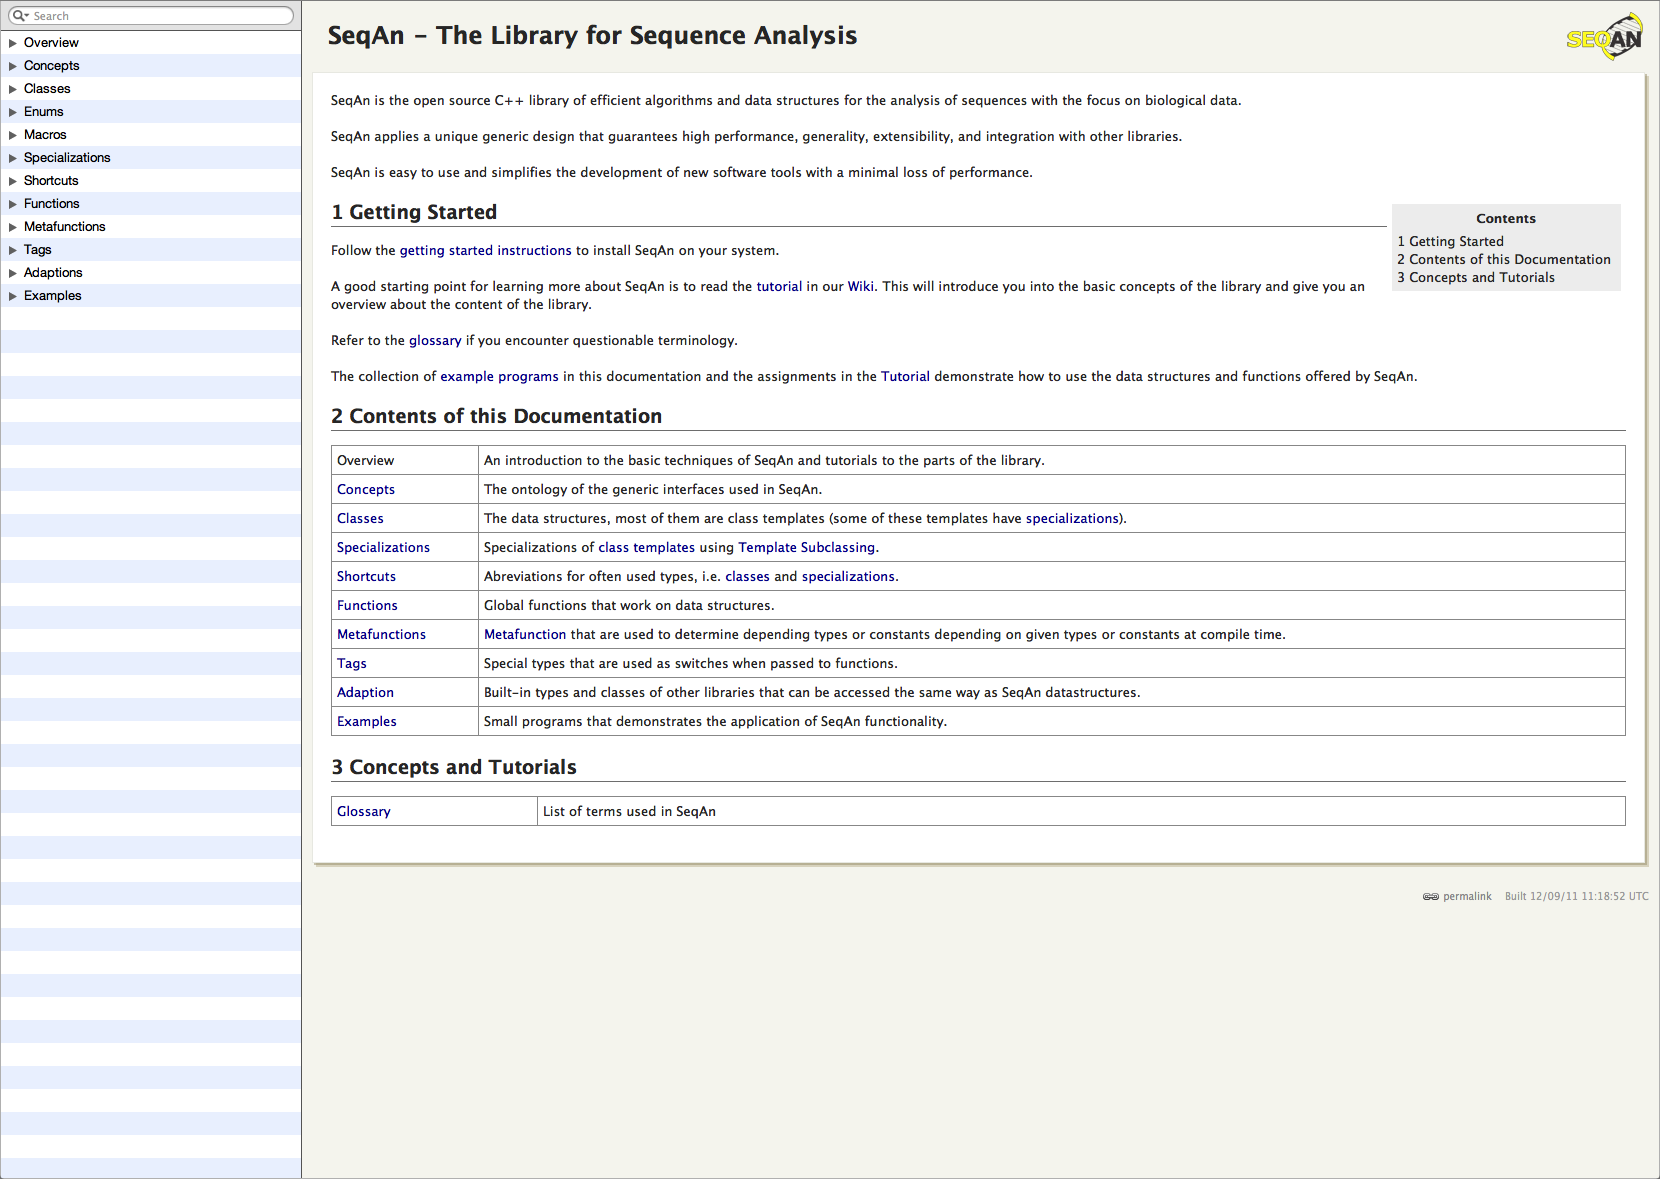 Search
Overview
Concepts
Classes
Enums
Macros
Specializations
Shortcuts
Functions
Metafunctions
Tags
Adaptions
Examples
SeqAn - The Library for Sequence Analysis
SEQAN
SeqAn is the open source C++ library of efficient algorithms and data structures for the analysis of sequences with the focus on biological data.
SeqAn applies a unique generic design that guarantees high performance, generality, extensibility, and integration with other libraries.
SeqAn is easy to use and simplifies the development of new software tools with a minimal loss of performance.
Contents
1 Getting Started
2 Contents of this Documentation
3 Concepts and Tutorials
1 Getting Started
Follow the getting started instructions to install SeqAn on your system.
A good starting point for learning more about SeqAn is to read the tutorial in our Wiki. This will introduce you into the basic concepts of the library and give you an
overview about the content of the library.
Refer to the glossary if you encounter questionable terminology.
The collection of example programs in this documentation and the assignments in the Tutorial demonstrate how to use the data structures and functions offered by SeqAn.
2 Contents of this Documentation
Overview An introduction to the basic techniques of SeqAn and tutorials to the parts of the library.
Concepts The ontology of the generic interfaces used in SeqAn.
Classes The data structures, most of them are class templates (some of these templates have specializations).
Specializations Specializations of class templates using Template Subclassing.
Shortcuts Abreviations for often used types, i.e. classes and specializations.
Functions Global functions that work on data structures.
Metafunctions Metafunction that are used to determine depending types or constants depending on given types or constants at compile time.
Tags Special types that are used as switches when passed to functions.
Adaption Built-in types and classes of other libraries that can be accessed the same way as SeqAn datastructures.
Examples Small programs that demonstrates the application of SeqAn functionality.
3 Concepts and Tutorials
Glossary List of terms used in SeqAn
permalink Built 12/09/11 11:18:52 UTC